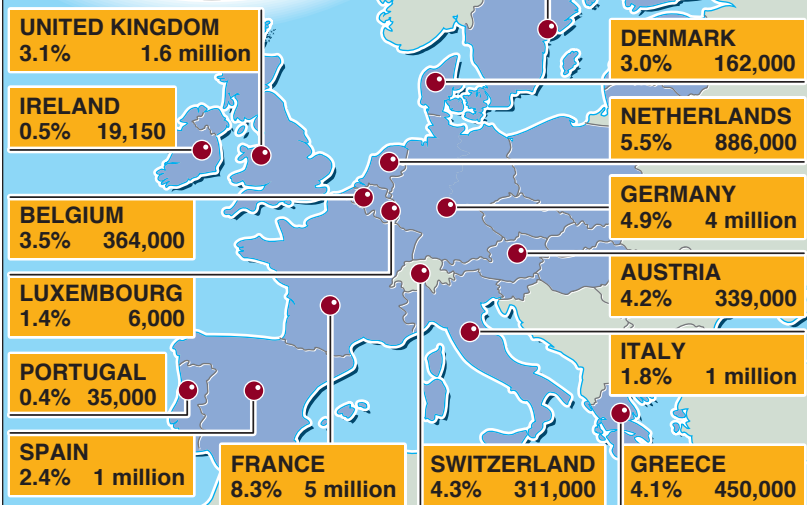 UNITED KINGDOM
3.1% 1.6 million
IRELAND
0.5% 19,150
BELGIUM
3.5% 364,000
LUXEMBOURG
1.4% 6,000
PORTUGAL
0.4% 35,000
SPAIN
2.4% 1 million
FRANCE
8.3% 5 million
SWITZERLAND
4.3% 311,000
DENMARK
3.0% 162,000
NETHERLANDS
5.5% 886,000
GERMANY
4.9% 4 million
AUSTRIA
4.2% 339,000
ITALY
1.8% 1 million
GREECE
4.1% 450,000